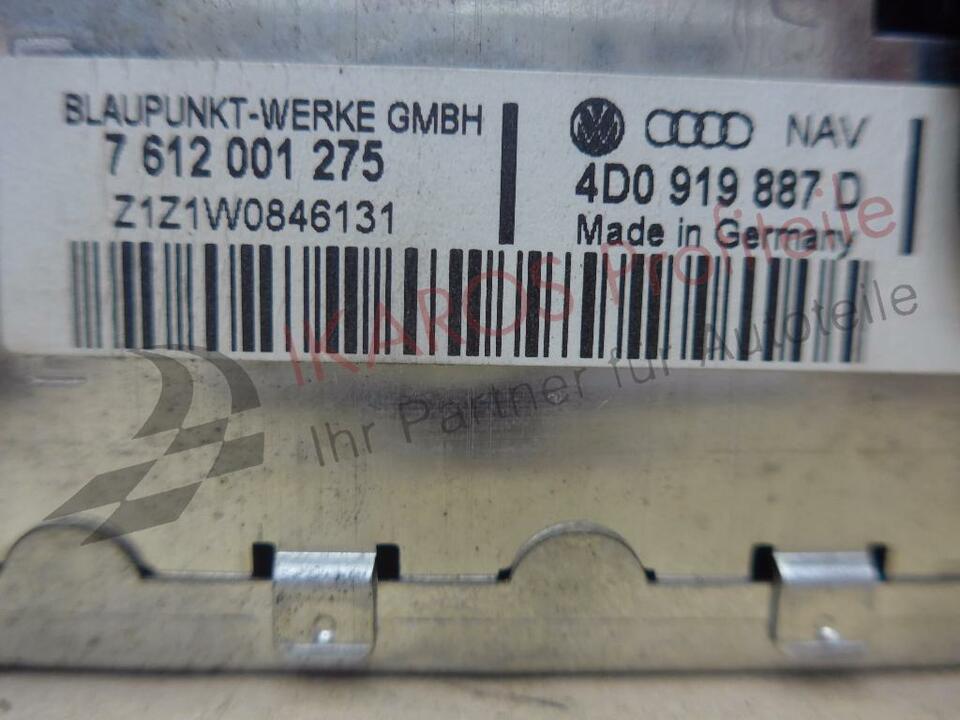 BLAUPUNKT-WERKE GMBH
7 612 001 275
Z1Z1W0846131
NAV
4D0 919 887 D
Made in Germany
IKAROS Profiteile
Ihr Partner für Autoteile